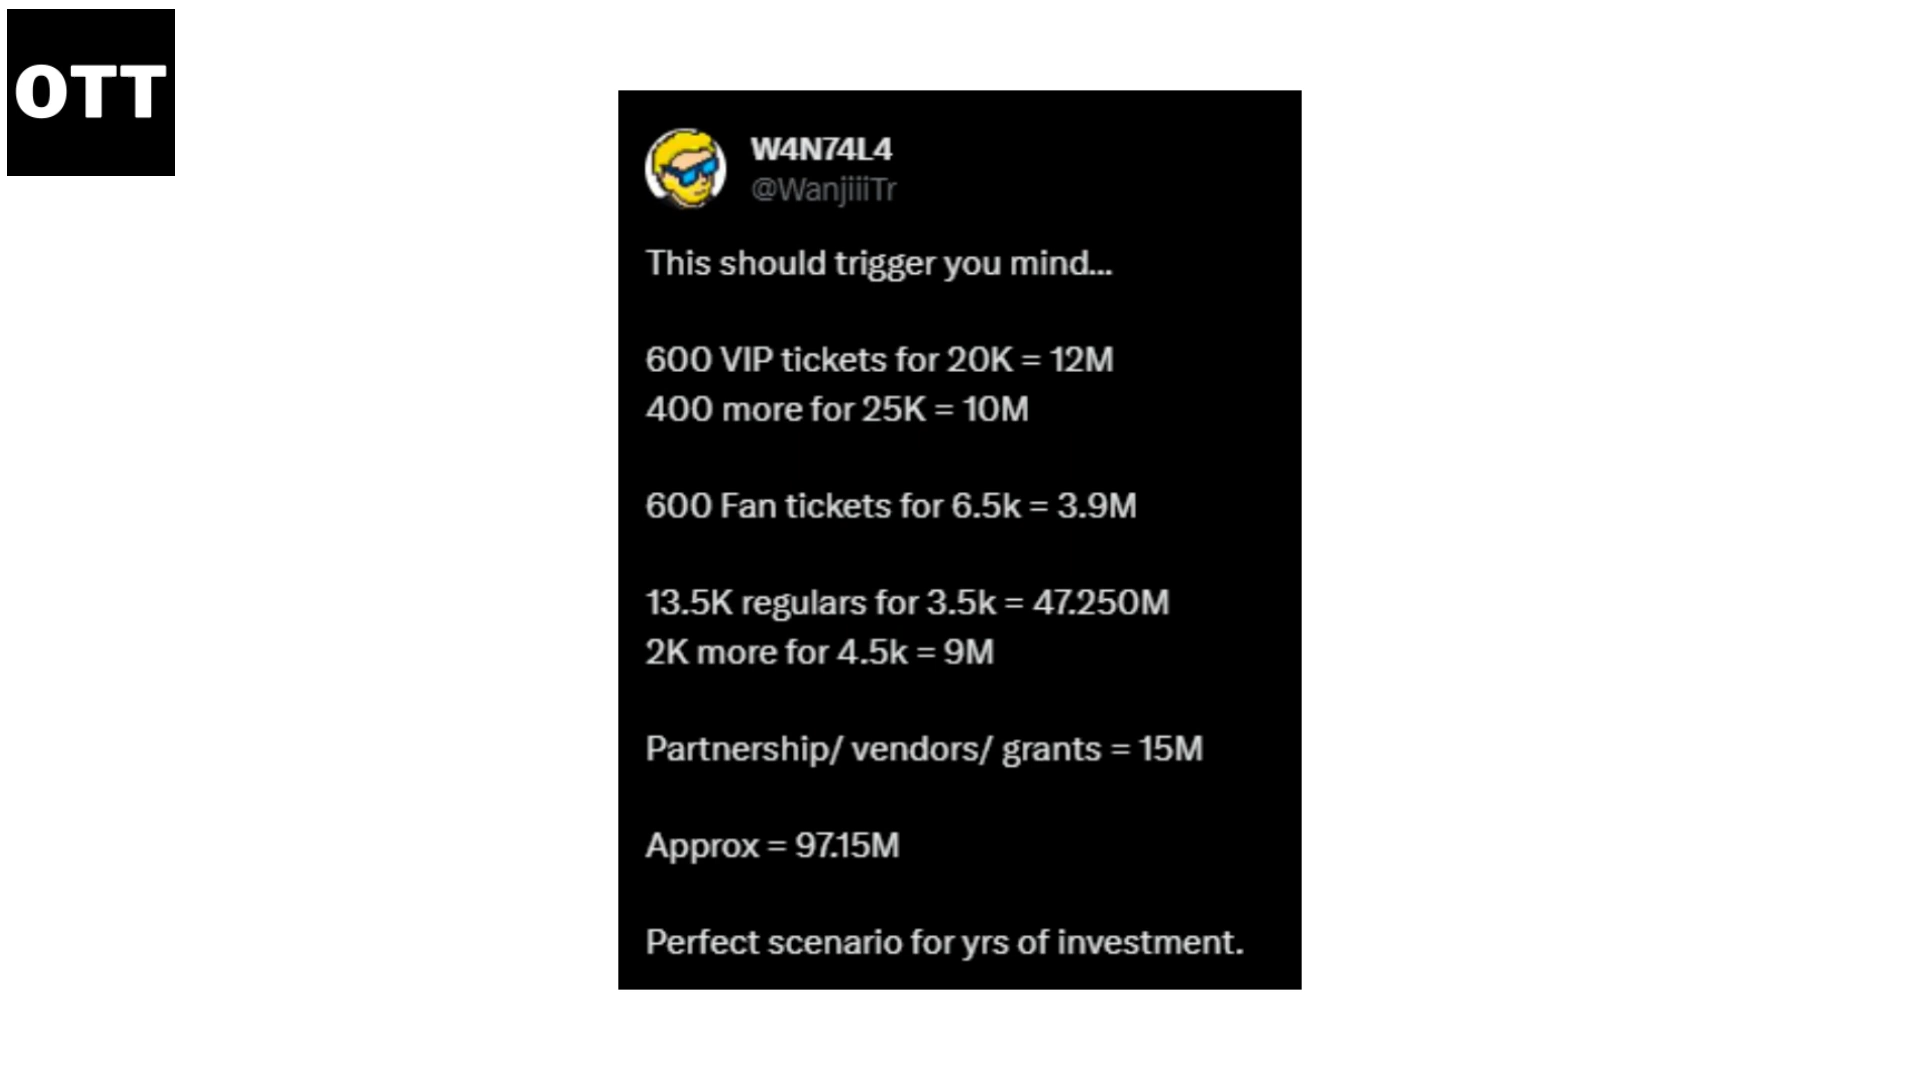 OTT
W4N74L4
@WanjiiiTr
This should trigger you mind...
600 VIP tickets for 20K = 12M
400 more for 25K = 10M
600 Fan tickets for 6.5k = 3.9M
13.5K regulars for 3.5k = 47.250M
2K more for 4.5k = 9M
Partnership/ vendors/ grants = 15M
Approx = 97.15M
Perfect scenario for yrs of investment.